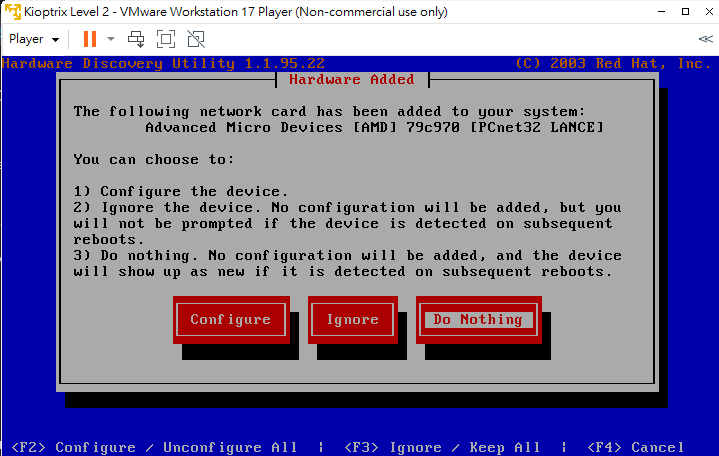 Kioptrix Level 2 - VMware Workstation 17 Player (Non-commercial use only)
Player
Hardware Discovery Utility 1.1.95.22 (C) 2003 Red Hat, Inc.
Hardware Added
The following network card has been added to your system:
Advanced Micro Devices [AMD] 79c970 [PCnet32 LANCE]
You can choose to:
1) Configure the device.
2) Ignore the device. No configuration will be added, but you
will not be prompted if the device is detected on subsequent
reboots.
3) Do nothing. No configuration will be added, and the device
will show up as new if it is detected on subsequent reboots.
Configure Ignore Do Nothing
<F2> Configure / Unconfigure All | <F3> Ignore / Keep All | <F4> Cancel